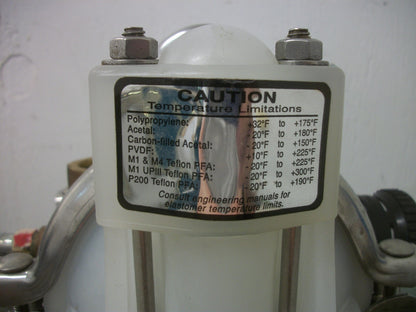 CAUTION
Temperature Limitations
Polypropylene: +32°F to +175°F
Acetal: - 20°F to +180°F
Carbon-filled Acetal: - 20°F to +150°F
PVDF: +10°F to +225°F
M1 & M4 Teflon PFA: - 20°F to +225°F
M1 UPIII Teflon PFA: - 20°F to +300°F
P200 Teflon PFA: - 20°F to +190°F
Consult engineering manuals for
elastomer temperature limits.